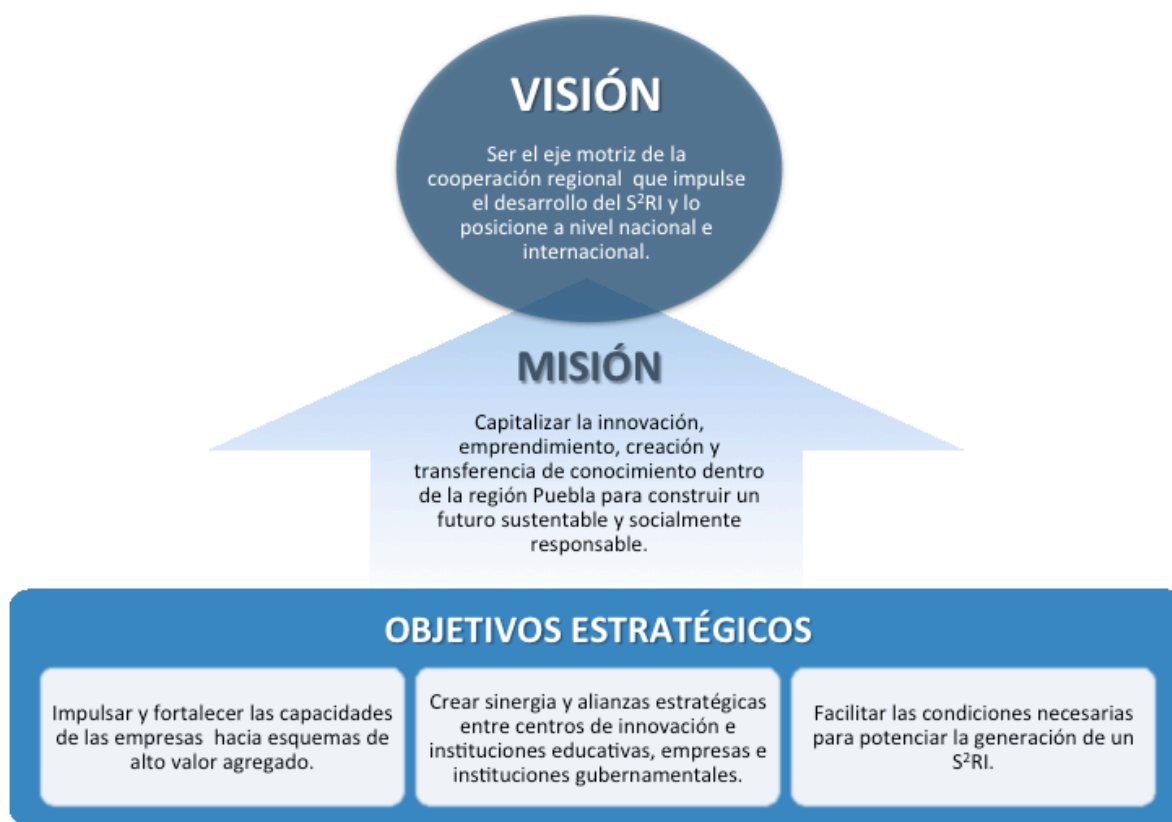 VISIÓN
Ser el eje motriz de la
cooperación regional que impulse
el desarrollo del S²RI y lo
posicione a nivel nacional e
internacional.
MISIÓN
Capitalizar la innovación,
emprendimiento, creación y
transferencia de conocimiento dentro
de la región Puebla para construir un
futuro sustentable y socialmente
responsable.
OBJETIVOS ESTRATÉGICOS
Impulsar y fortalecer las capacidades
de las empresas hacia esquemas de
alto valor agregado.
Crear sinergia y alianzas estratégicas
entre centros de innovación e
instituciones educativas, empresas e
instituciones gubernamentales.
Facilitar las condiciones necesarias
para potenciar la generación de un
S²RI.